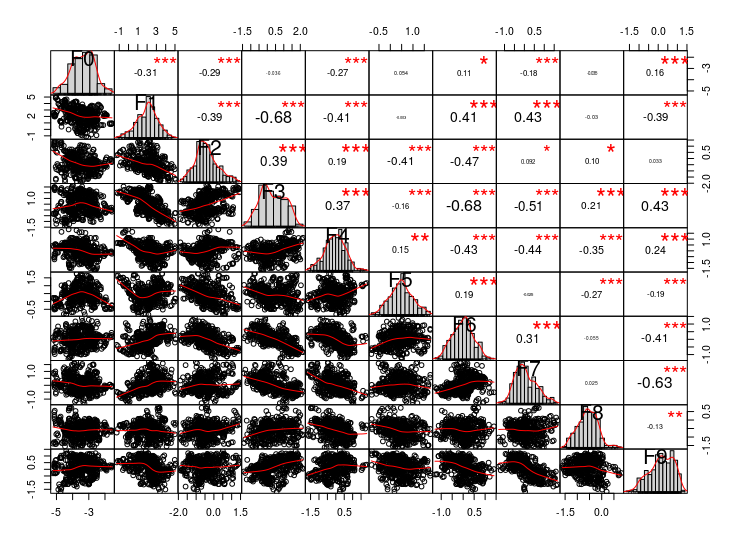 -1 1 3 5 -1.5 0.5 2.0 -0.5 0.5 1.0 -1.0 0.5 -1.5 0.0 1.5
F0 -0.31 *** -0.29 *** -0.036 -0.27 *** 0.054 0.11 * -0.18 *** 0.16 *** -5 -3
-1 2 5 F1 -0.39 *** -0.68 *** -0.41 *** 0.41 *** 0.43 *** -0.03 -0.39 ***
F2 0.39 *** 0.19 *** -0.41 *** -0.47 *** 0.092 * 0.10 * 0.033 -2.0 0.5
-1.5 1.0 F3 0.37 *** -0.16 *** -0.68 *** -0.51 *** 0.21 *** 0.43 ***
F4 0.15 ** -0.43 *** -0.44 *** -0.35 *** 0.24 *** -1.5 1.0
-0.5 1.5 F5 0.19 *** -0.27 *** -0.19 ***
F6 0.31 *** -0.055 -0.41 *** -1.0 1.0
-1.0 1.0 F7 0.025 -0.63 ***
F8 -0.13 ** -1.5 0.5
-1.5 0.5 F9
-5 -3 -2.0 0.0 1.5 -1.5 0.5 -1.0 0.5 -1.5 0.0